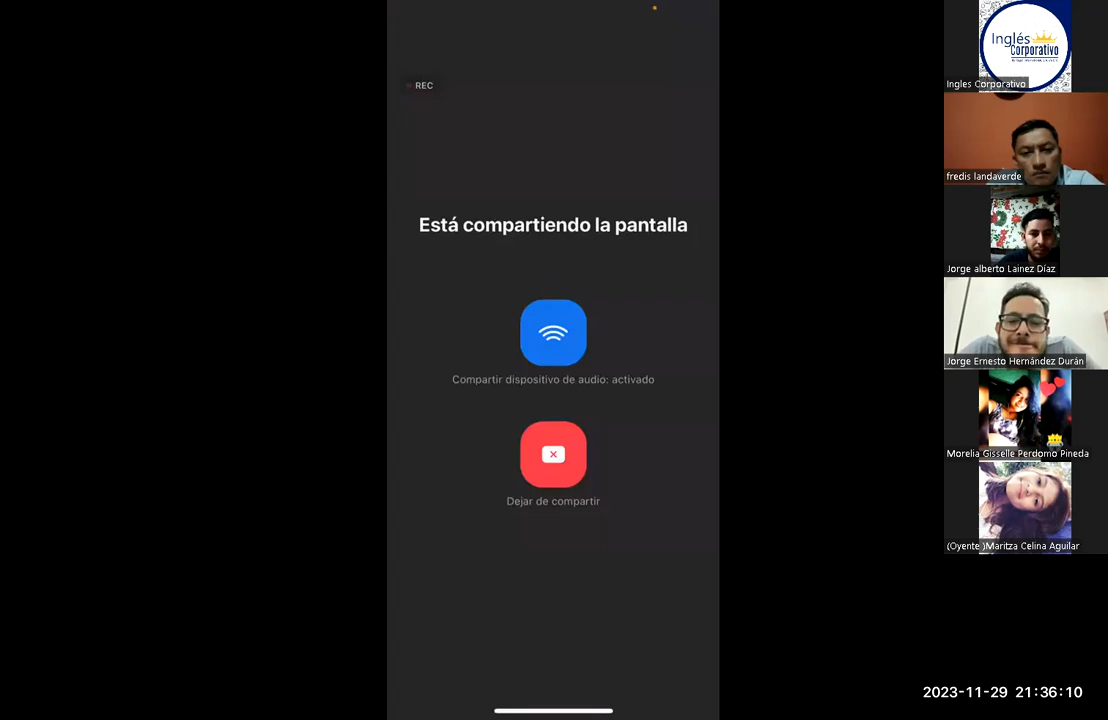 REC
Está compartiendo la pantalla
Compartir dispositivo de audio: activado
Dejar de compartir
Inglés
Corporativo
Ingles Corporativo
fredis landaverde
Jorge alberto Lainez Díaz
Jorge Ernesto Hernández Durán
Morelia Gisselle Perdomo Pineda
(Oyente )Maritza Celina Aguilar
2023-11-29 21:36:10